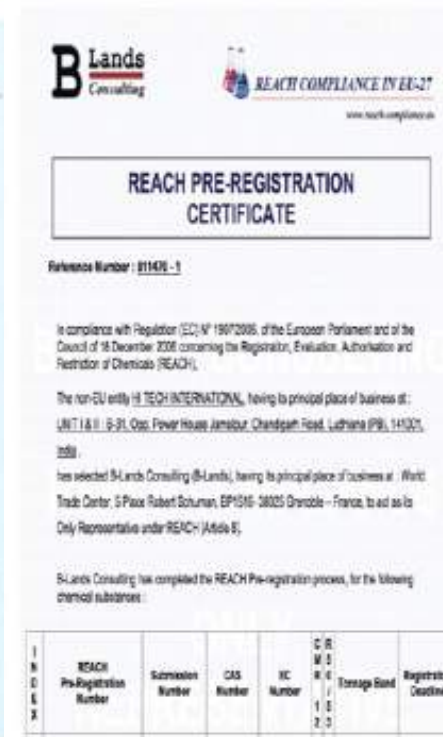 B Lands
Consulting
REACH COMPLIANCE IN EU-27
www.reach-compliance.eu
REACH PRE-REGISTRATION
CERTIFICATE
Reference Number : 011470 - 1
In compliance with Regulation (EC) N° 1907/2006, of the European Parliament and of the
Council of 18 December 2006 concerning the Registration, Evaluation, Authorisation and
Restriction of Chemicals (REACH),
The non-EU entity HI TECH INTERNATIONAL, having its principal place of business at :
UNIT I & II : B-31, Opp. Power House Jamalpur, Chandigarh Road, Ludhiana (PB), 141001,
India ,
has selected B-Lands Consulting (B-Lands), having its principal place of business at : World
Trade Center, 5 Place Robert Schuman, BP1516- 38025 Grenoble – France, to act as its
Only Representative under REACH (Article 8).
B-Lands Consulting has completed the REACH Pre-registration process, for the following
chemical substances :
INDEX
REACH
Pre-Registration
Number
Submission
Number
CAS
Number
EC
Number
CMR 12
R50/53
Tonnage Band
Registration
Deadline